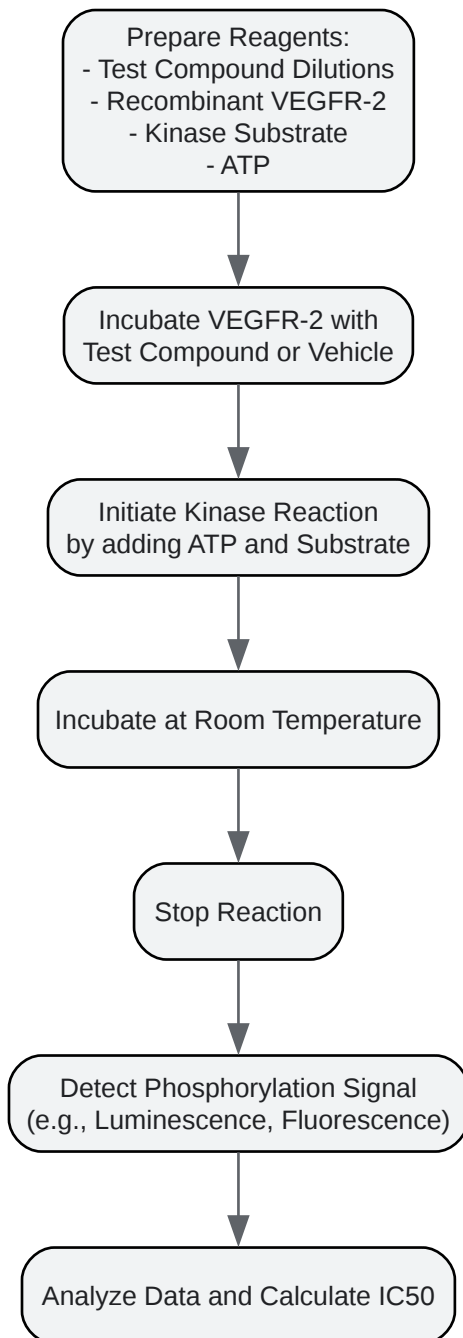 Prepare Reagents:
- Test Compound Dilutions
- Recombinant VEGFR-2
- Kinase Substrate
- ATP
Incubate VEGFR-2 with
Test Compound or Vehicle
Initiate Kinase Reaction
by adding ATP and Substrate
Incubate at Room Temperature
Stop Reaction
Detect Phosphorylation Signal
(e.g., Luminescence, Fluorescence)
Analyze Data and Calculate IC50